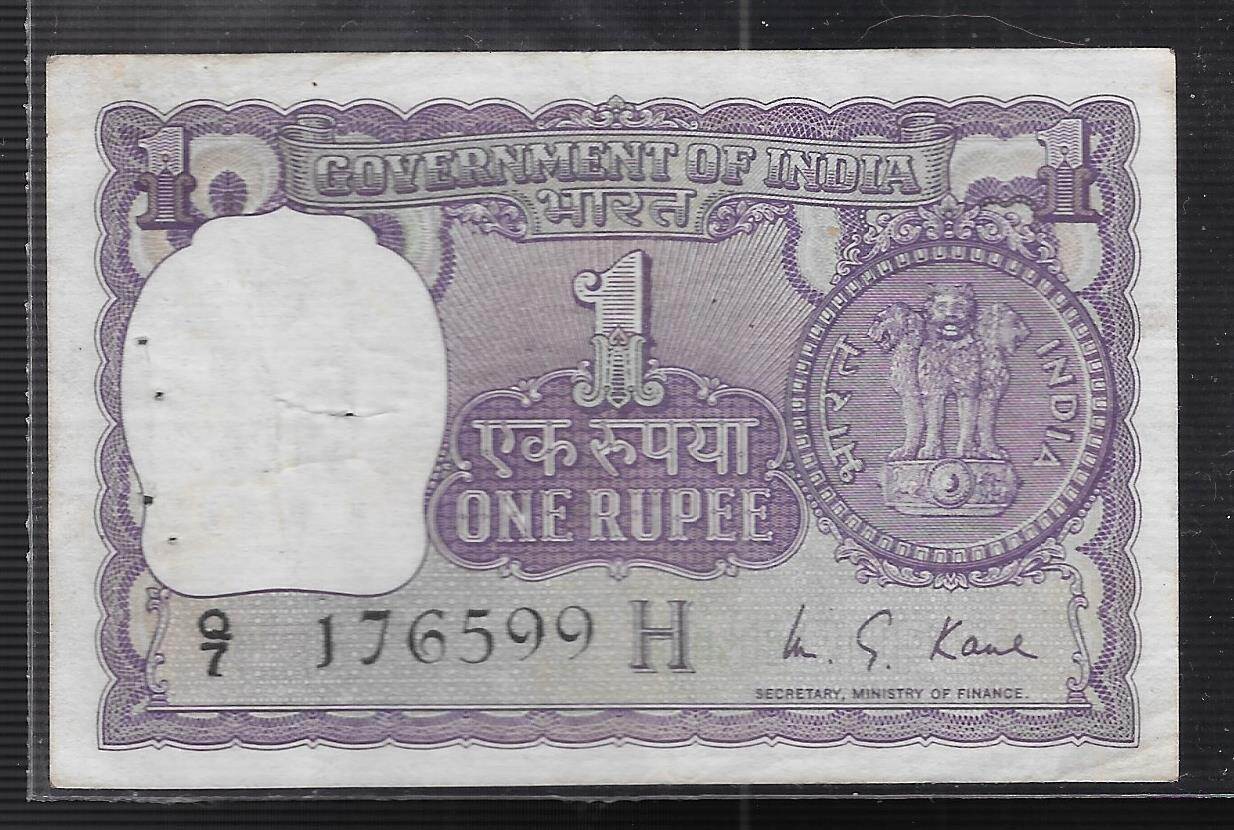 1 GOVERNMENT OF INDIA 1
भारत
1
भारत INDIA
एक रुपया
ONE RUPEE
Q/7 176599 H M. G. Kaul
SECRETARY, MINISTRY OF FINANCE.